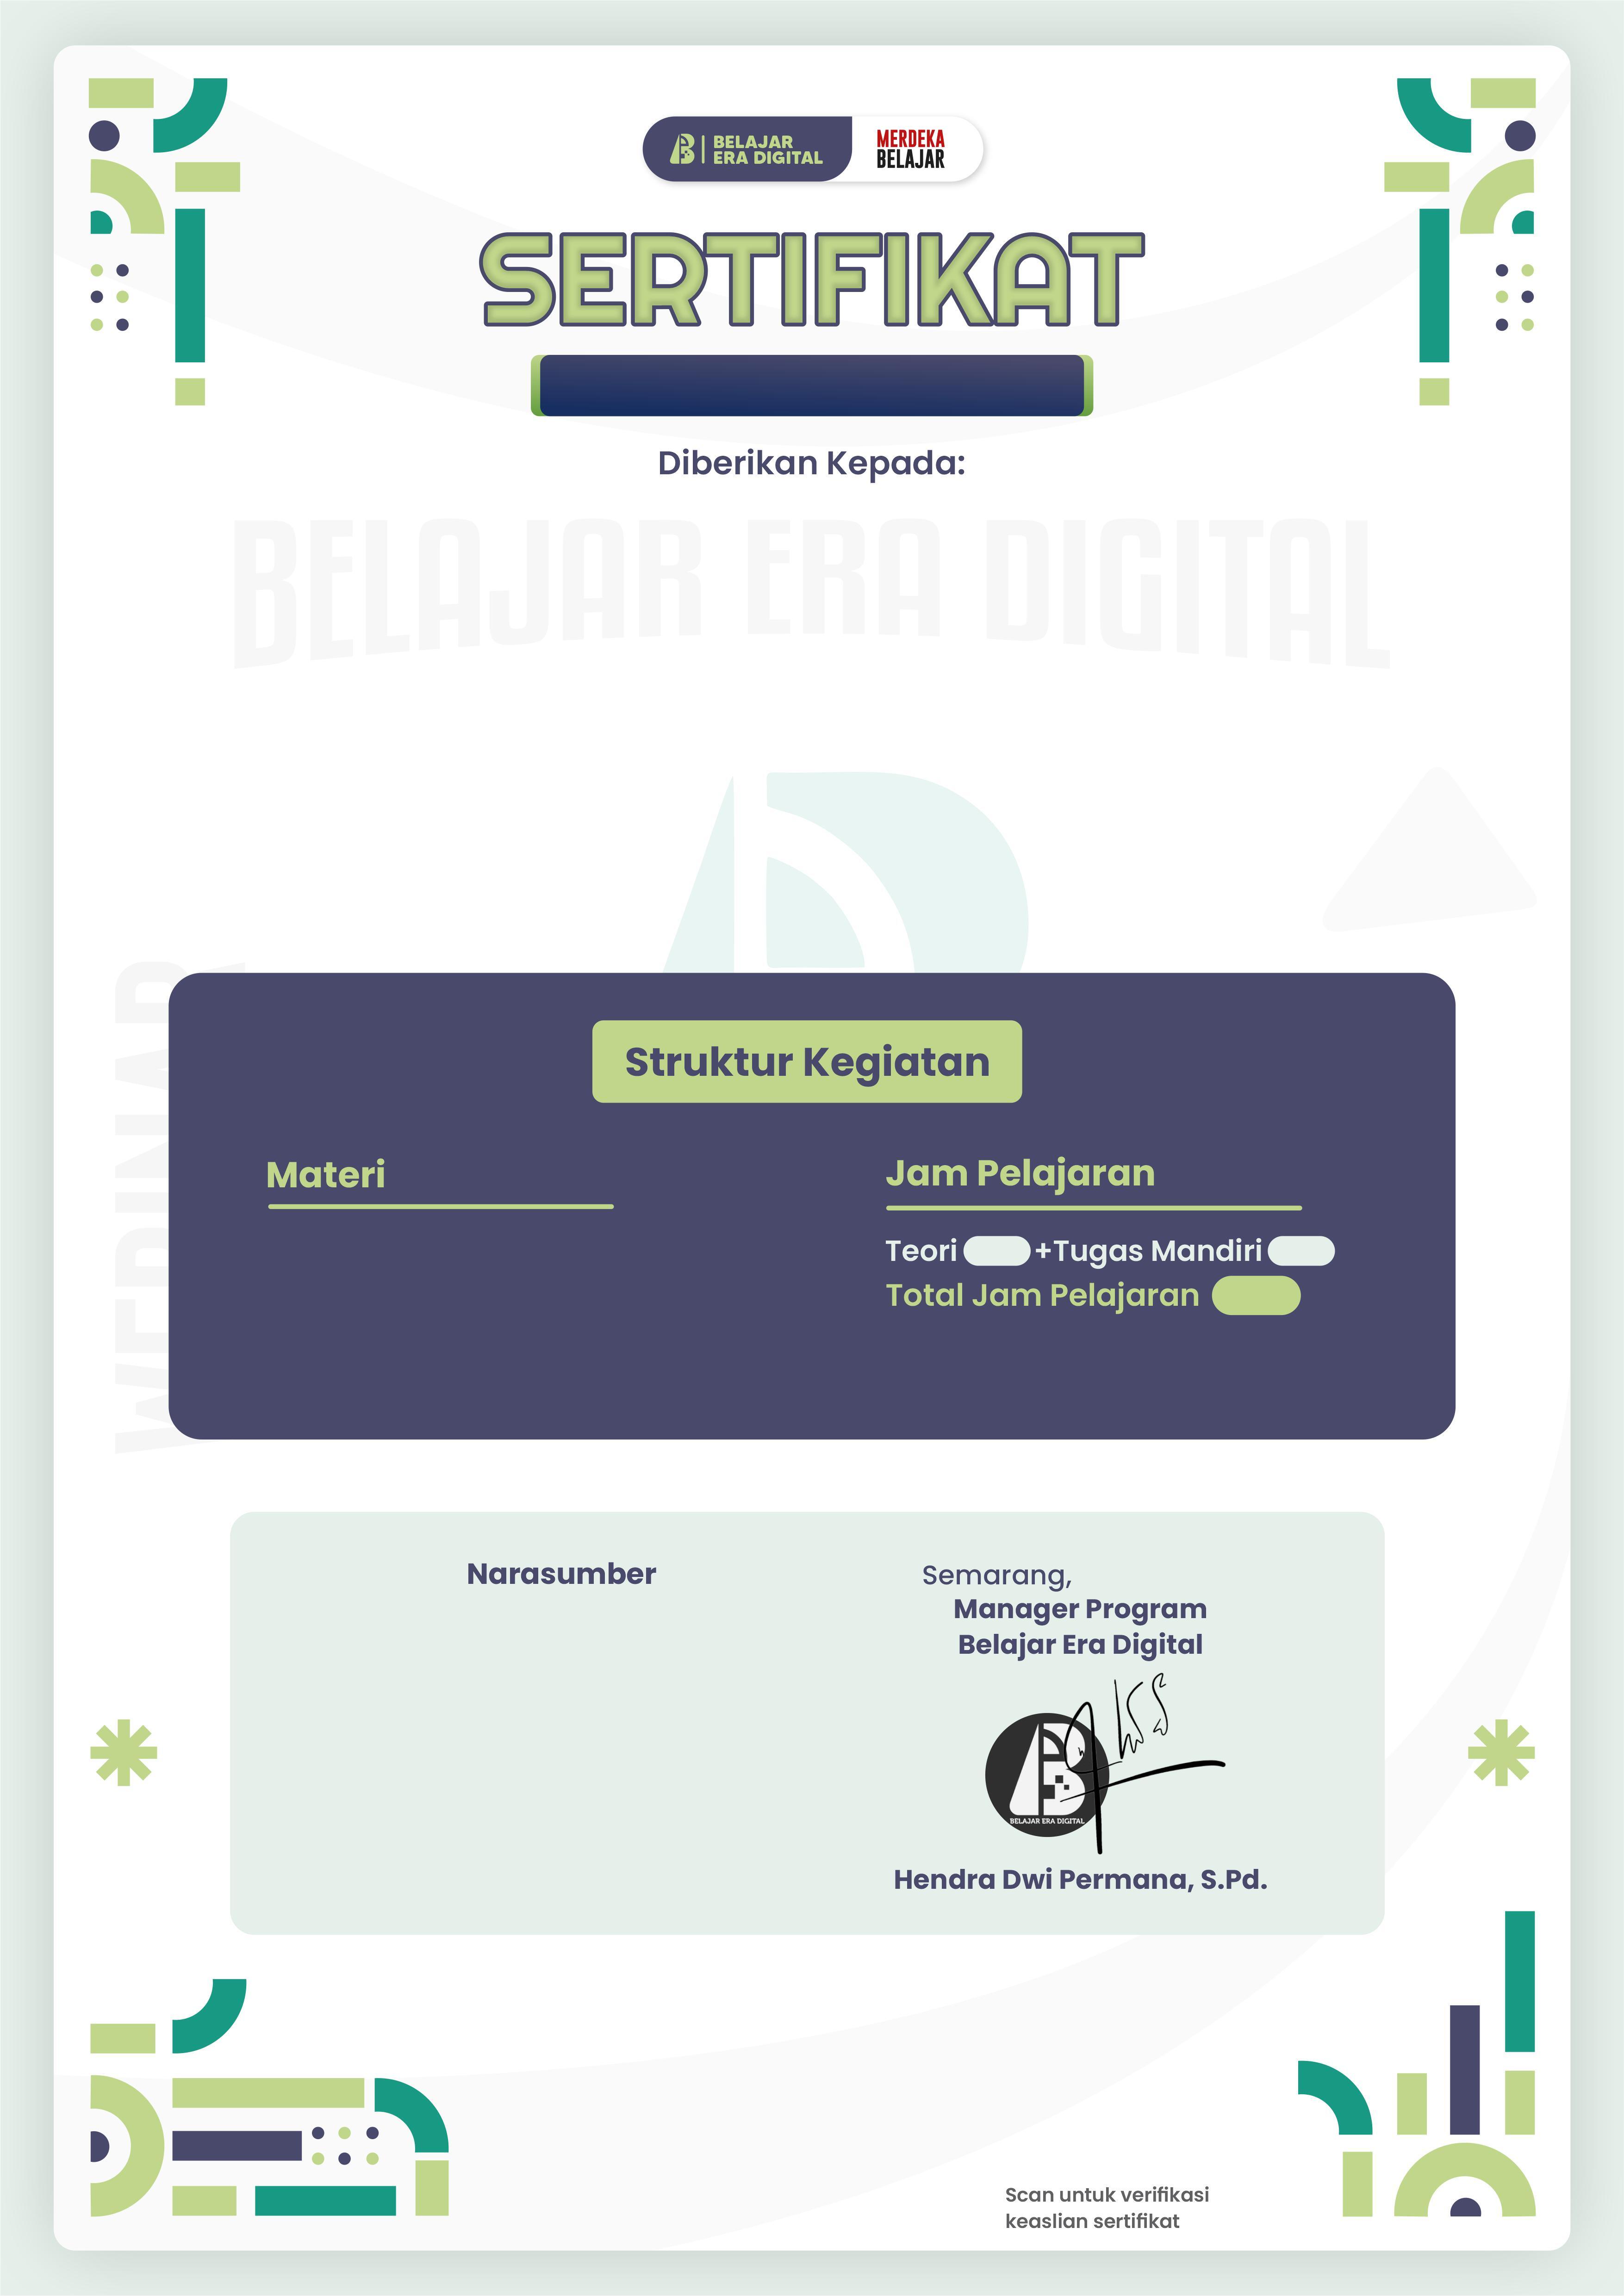 BELAJAR
ERA DIGITAL
MERDEKA
BELAJAR
SERTIFIKAT
Diberikan Kepada:
BELAJAR ERA DIGITAL
WEBINAR
Struktur Kegiatan
Materi
Jam Pelajaran
Teori +Tugas Mandiri
Total Jam Pelajaran
Narasumber
Semarang,
Manager Program
Belajar Era Digital
BELAJAR ERA DIGITAL
Hendra Dwi Permana, S.Pd.
Scan untuk verifikasi
keaslian sertifikat